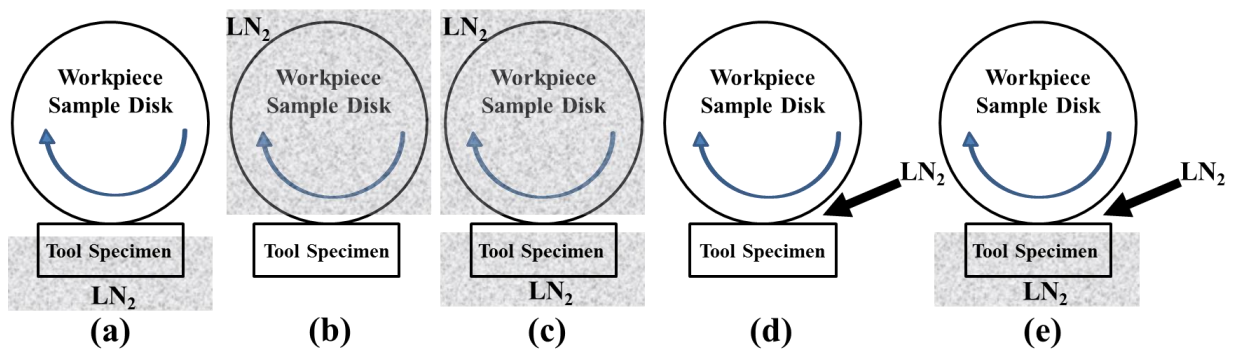 Workpiece
Sample Disk
Tool Specimen
LN₂
(a)
LN₂
Workpiece
Sample Disk
Tool Specimen
(b)
LN₂
Workpiece
Sample Disk
Tool Specimen
LN₂
(c)
Workpiece
Sample Disk
LN₂
Tool Specimen
(d)
Workpiece
Sample Disk
LN₂
Tool Specimen
LN₂
(e)